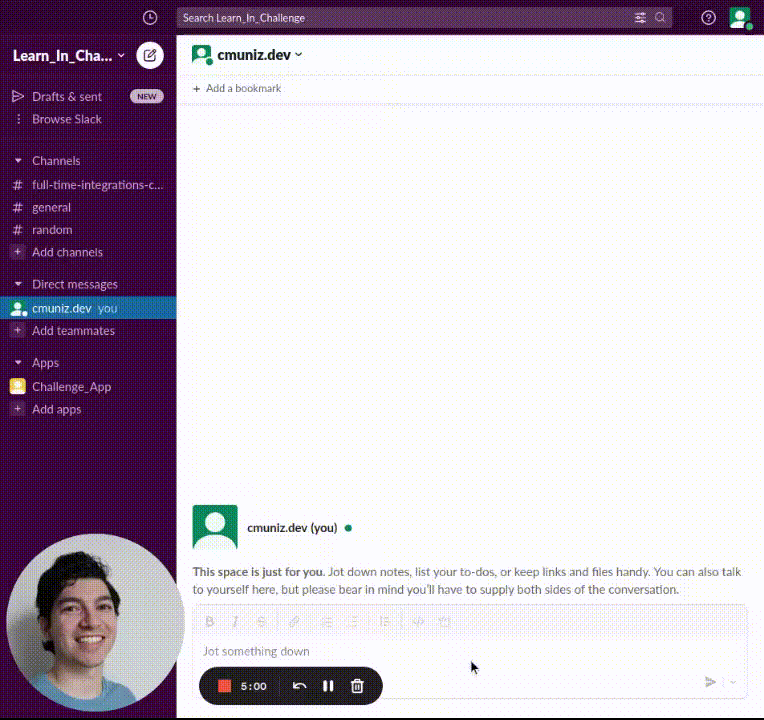 Search Learn_In_Challenge
Learn_In_Cha...
Drafts & sent NEW
Browse Slack
Channels
# full-time-integrations-c...
# general
# random
+ Add channels
Direct messages
cmuniz.dev you
+ Add teammates
Apps
Challenge_App
+ Add apps
cmuniz.dev
+ Add a bookmark
cmuniz.dev (you)
This space is just for you. Jot down notes, list your to-dos, or keep links and files handy. You can also talk
to yourself here, but please bear in mind you’ll have to supply both sides of the conversation.
B I S
Jot something down
5:00